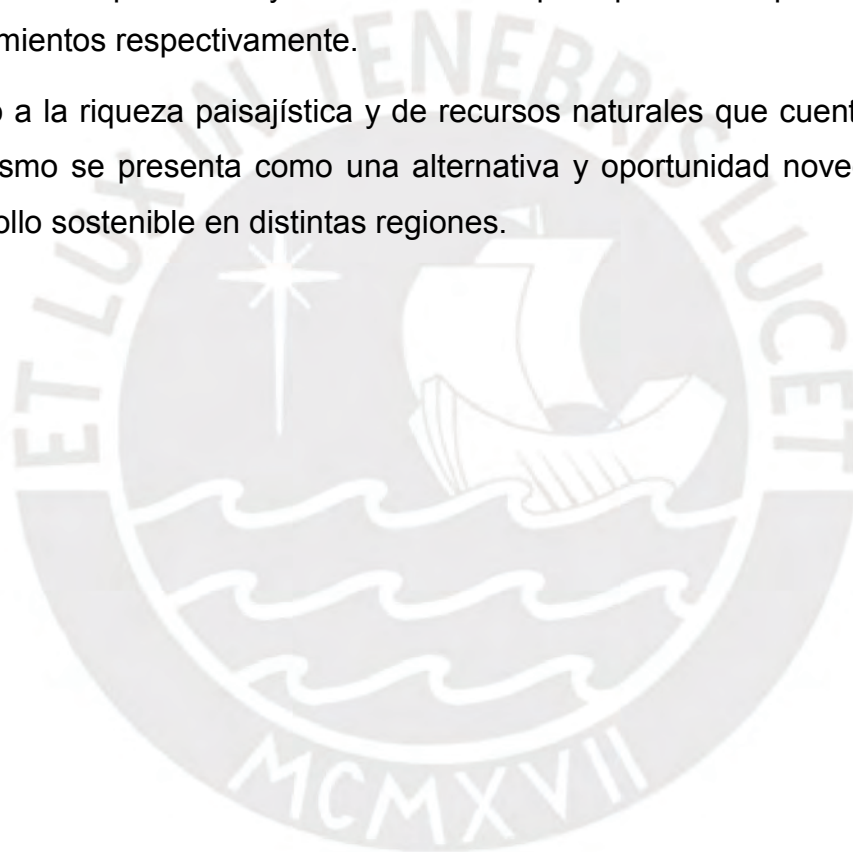 mientos respectivamente.
a la riqueza paisajística y de recursos naturales que cuent
smo se presenta como una alternativa y oportunidad nove
ollo sostenible en distintas regiones.
ET LUX IN TENEBRIS LUCET
MCMXVII